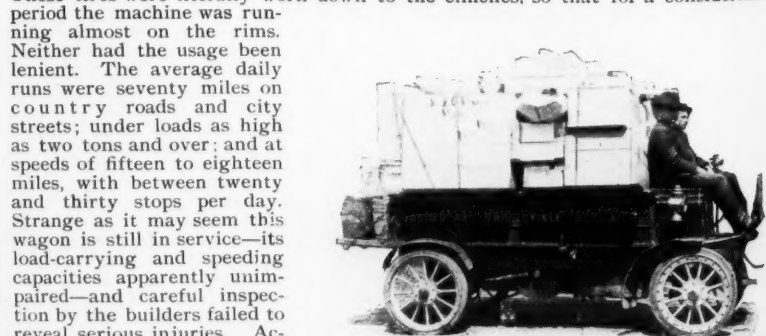 period the machine was run-
ning almost on the rims.
Neither had the usage been
lenient. The average daily
runs were seventy miles on
country roads and city
streets; under loads as high
as two tons and over; and at
speeds of fifteen to eighteen
miles, with between twenty
and thirty stops per day.
Strange as it may seem this
wagon is still in service—its
load-carrying and speeding
capacities apparently unim-
paired—and careful inspec-
tion by the builders failed to
reveal serious injuries. Ac-